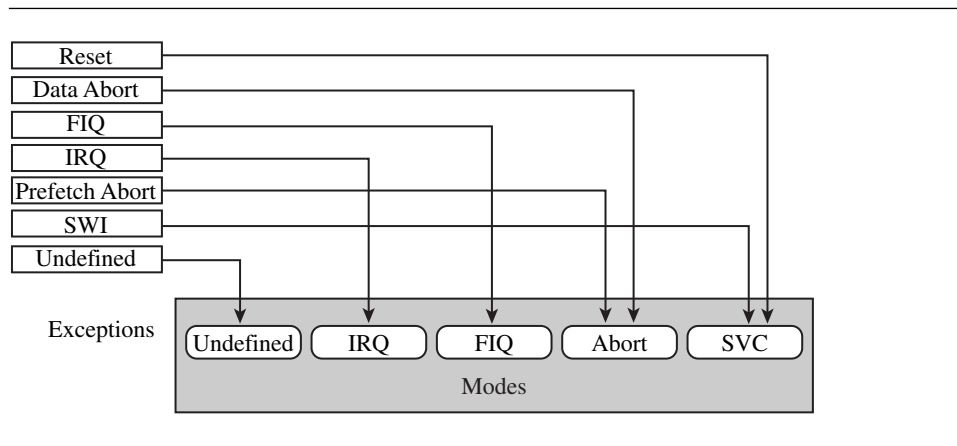 Reset
Data Abort
FIQ
IRQ
Prefetch Abort
SWI
Undefined
Exceptions
Undefined
IRQ
FIQ
Abort
SVC
Modes